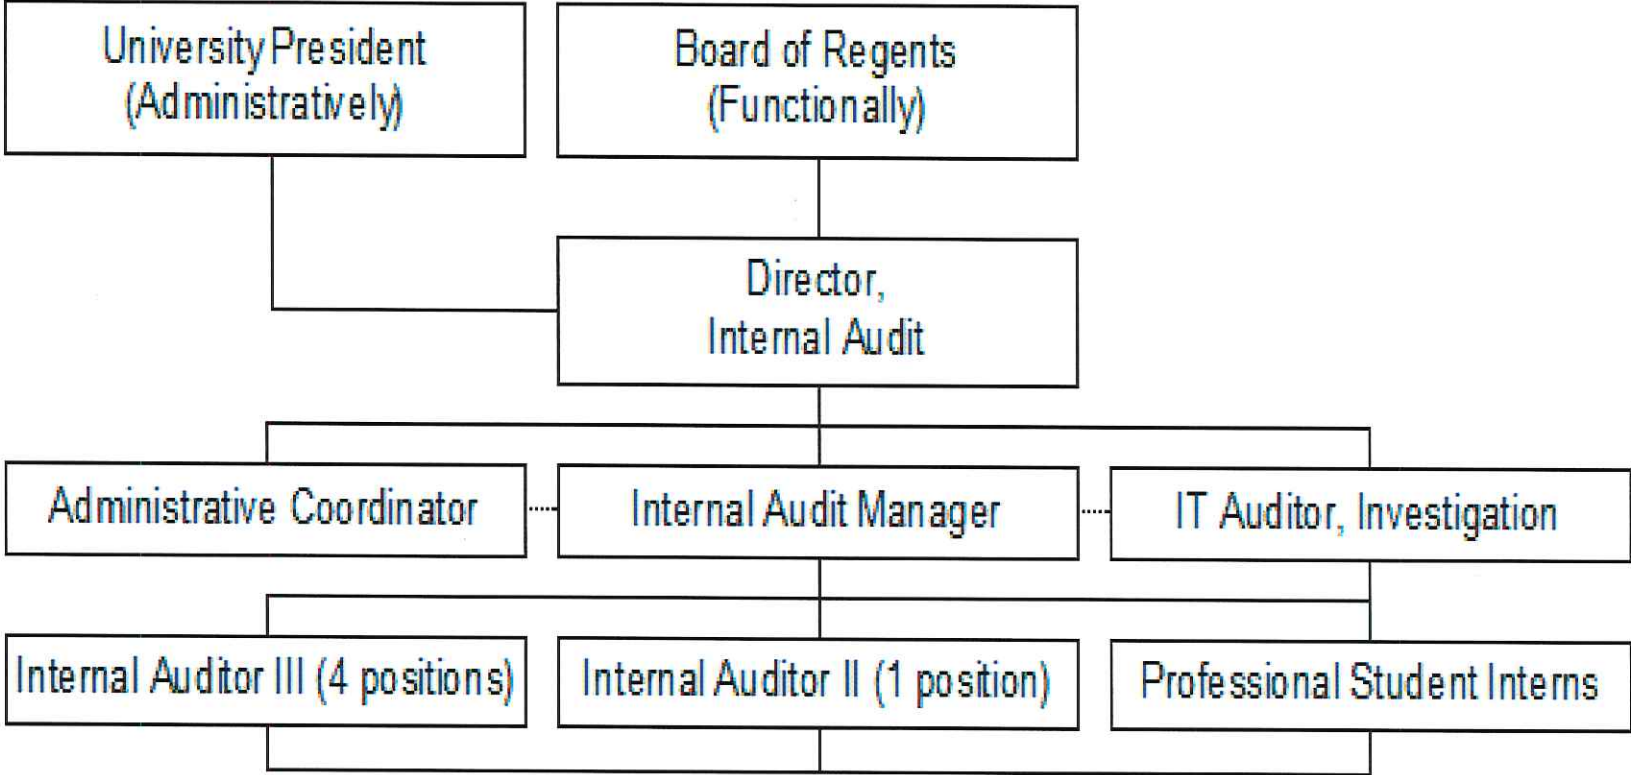 University President
(Administratively)
Board of Regents
(Functionally)
Director,
Internal Audit
Administrative Coordinator
Internal Audit Manager
IT Auditor, Investigation
Internal Auditor III (4 positions)
Internal Auditor II (1 position)
Professional Student Interns